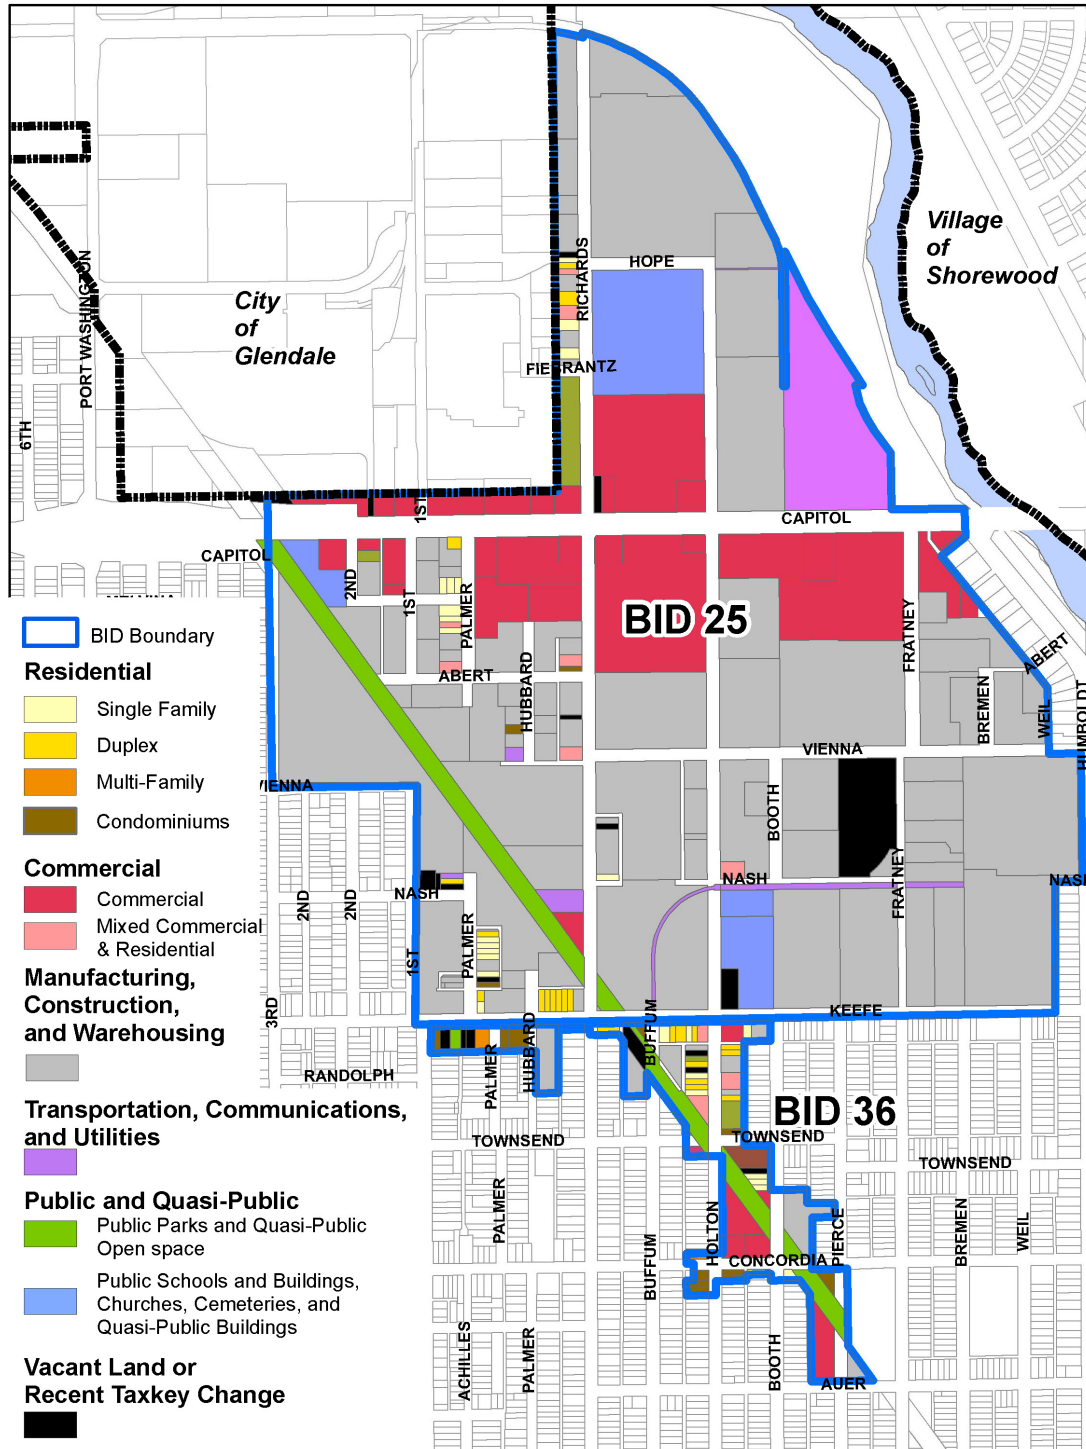 Village
of
Shorewood
HOPE
RICHARDS
City
of
Glendale
PORT WASHINGTON
FIEBRANTZ
6TH
1ST
CAPITOL
CAPITOL
2ND
1ST
PALMER
BID 25
FRATNEY
ABERT
ABERT
HUBBARD
BREMEN
WEIL
HUMBOLDT
VIENNA
VIENNA
BOOTH
NASH
NASH
NASH
FRATNEY
2ND
2ND
1ST
PALMER
3RD
KEEFE
BUFFUM
HUBBARD
PALMER
RANDOLPH
BID 36
TOWNSEND
TOWNSEND
TOWNSEND
PALMER
BUFFUM
HOLTON
PIERCE
BREMEN
WEIL
CONCORDIA
ACHILLES
PALMER
BOOTH
AUER
BID Boundary
Residential
Single Family
Duplex
Multi-Family
Condominiums
Commercial
Commercial
Mixed Commercial
& Residential
Manufacturing,
Construction,
and Warehousing
Transportation, Communications,
and Utilities
Public and Quasi-Public
Public Parks and Quasi-Public
Open space
Public Schools and Buildings,
Churches, Cemeteries, and
Quasi-Public Buildings
Vacant Land or
Recent Taxkey Change